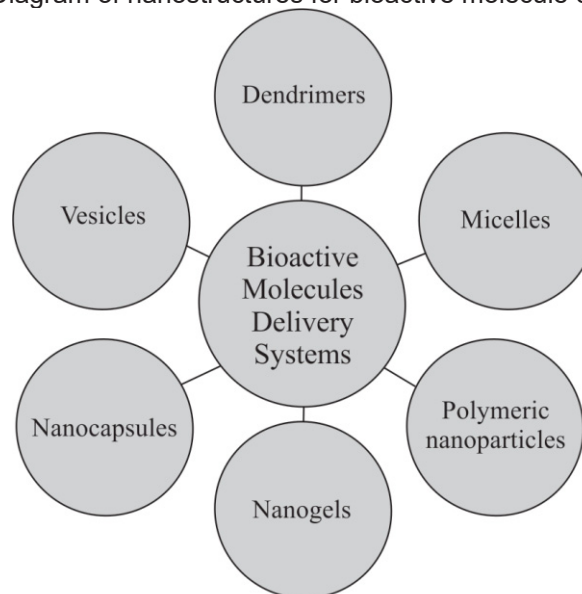 Diagram of nanostructures for bioactive molecule
Dendrimers
Vesicles
Micelles
Bioactive
Molecules
Delivery
Systems
Nanocapsules
Polymeric
nanoparticles
Nanogels